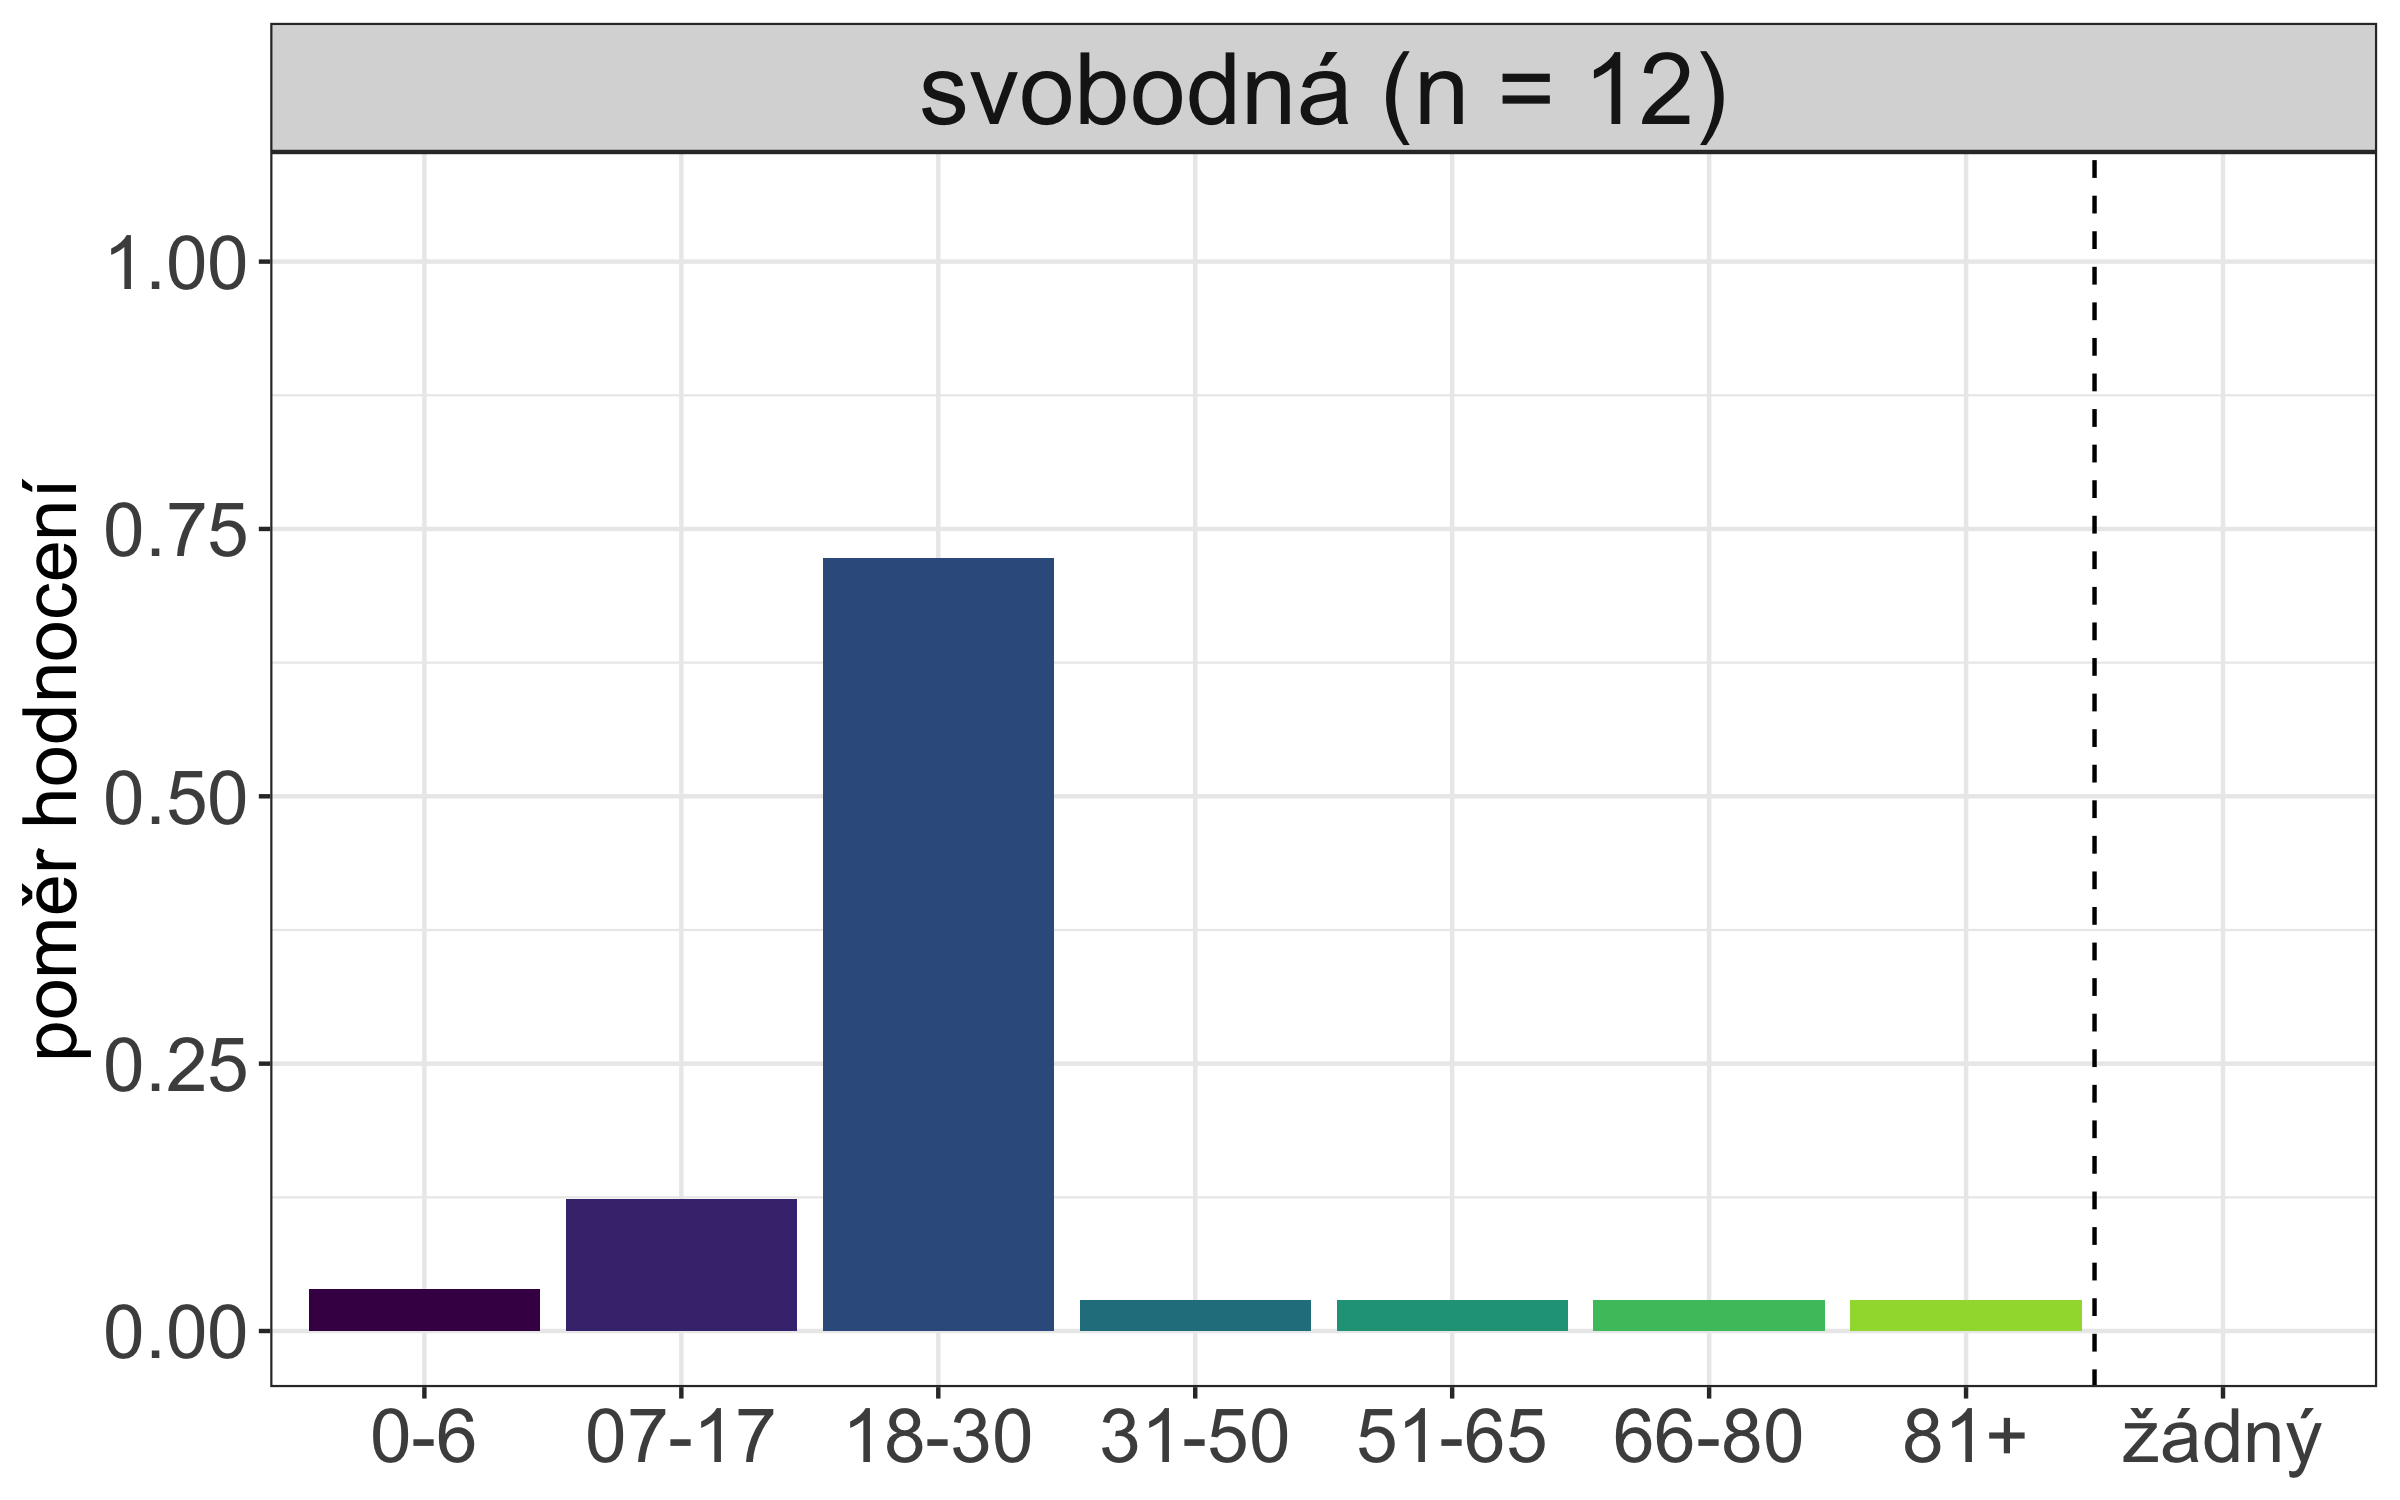 svobodná (n = 12)
poměr hodnocení
1.00
0.75
0.50
0.25
0.00
0-6 07-17 18-30 31-50 51-65 66-80 81+ žádný